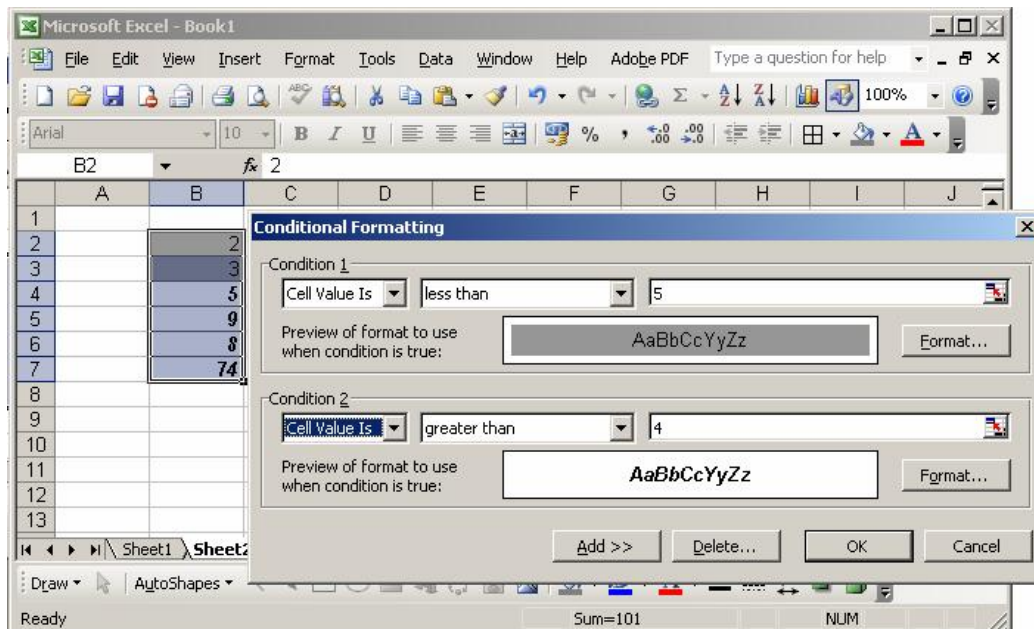 Microsoft Excel - Book1
File Edit View Insert Format Tools Data Window Help Adobe PDF Type a question for help
ABC Σ A Z Z A 100%
Arial 10 B I U % , .0 .00 .00 .0 A
B2 fx 2
A B C D E F G H I J
1
2 2
3 3
4 5
5 9
6 8
7 74
8
9
10
11
12
13
Conditional Formatting
Condition 1
Cell Value Is less than 5
Preview of format to use when condition is true: AaBbCcYyZz Format...
Condition 2
Cell Value Is greater than 4
Preview of format to use when condition is true: AaBbCcYyZz Format...
Add >> Delete... OK Cancel
Sheet1 Sheet2
Draw AutoShapes
Ready Sum=101 NUM